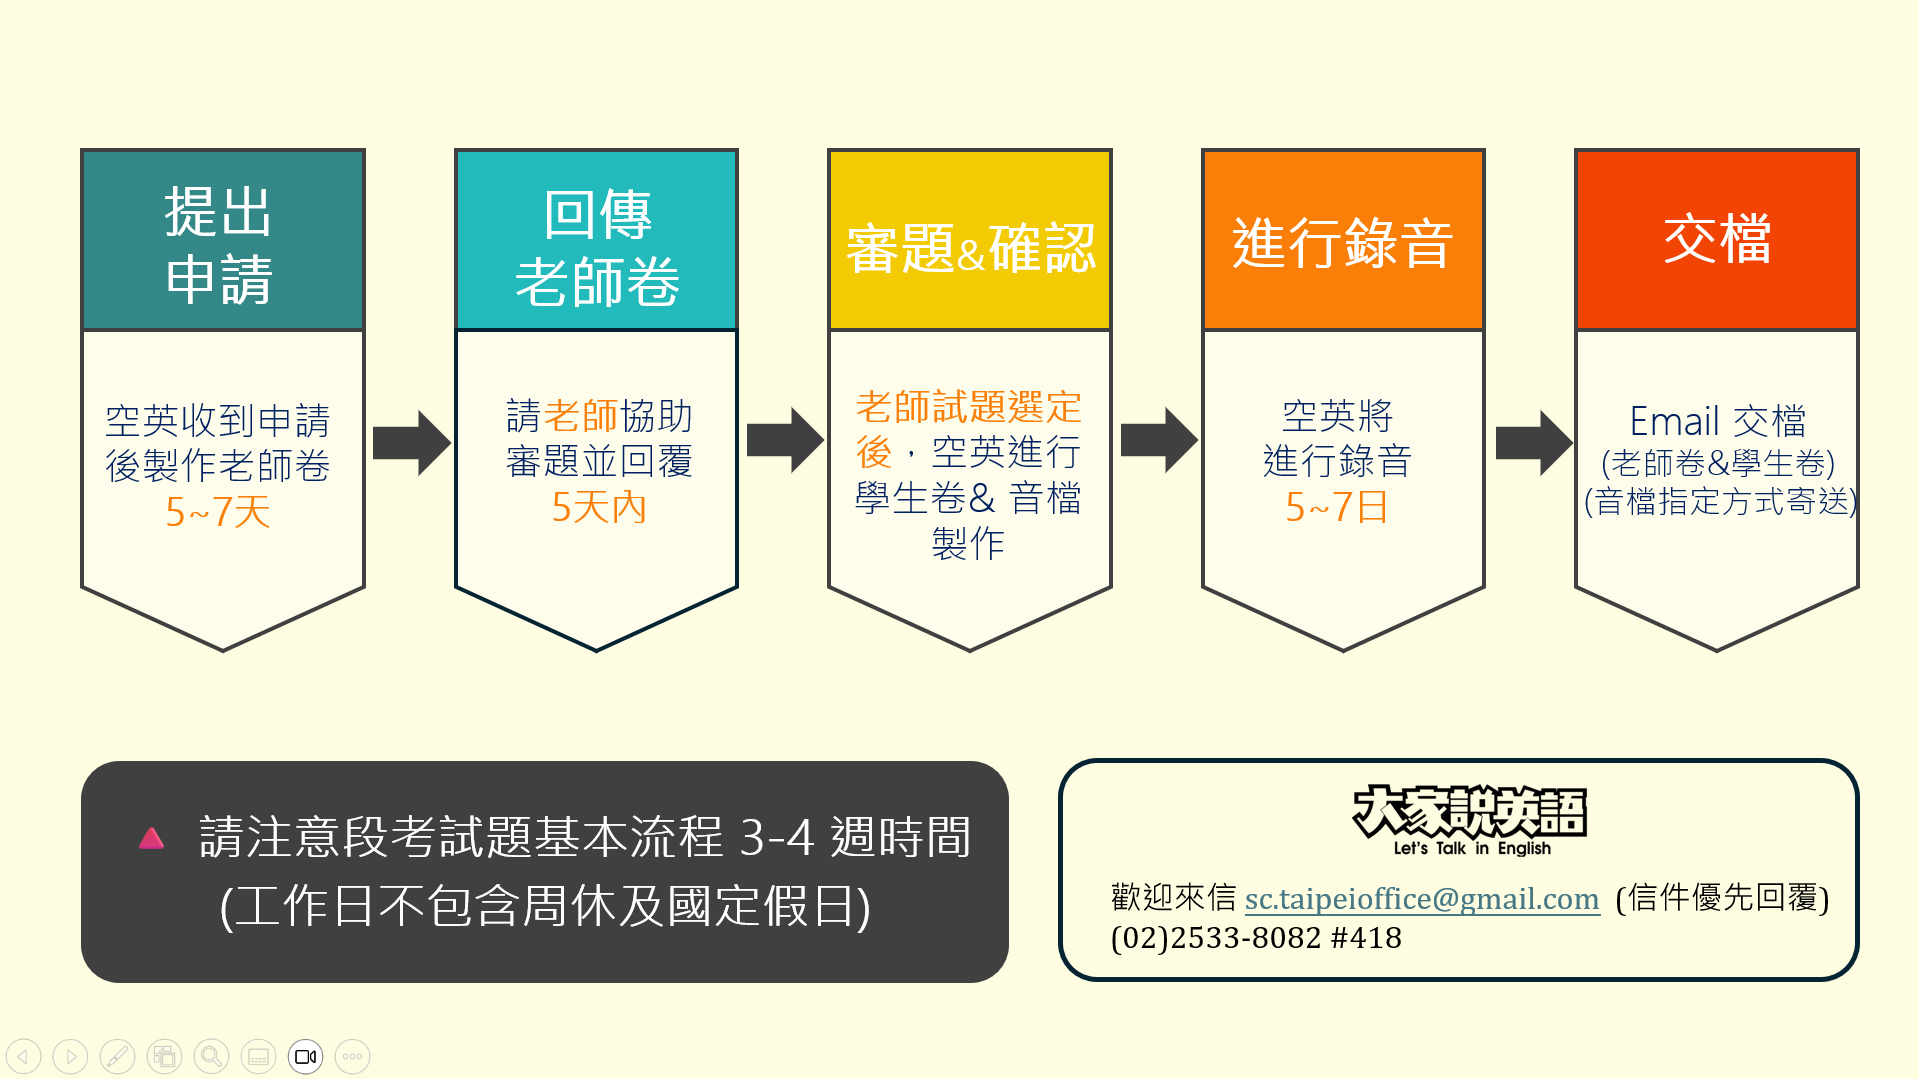 提出
申請
空英收到申請
後製作老師卷
5~7天
回傳
老師卷
請老師協助
審題並回覆
5天內
審題&確認
老師試題選定
後，空英進行
學生卷& 音檔
製作
進行錄音
空英將
進行錄音
5~7日
交檔
Email 交檔
(老師卷&學生卷)
(音檔指定方式寄送)
🔺 請注意段考試題基本流程 3-4 週時間
(工作日不包含周休及國定假日)
大家說英語
Let's Talk in English
歡迎來信 sc.taipeioffice@gmail.com (信件優先回覆)
(02)2533-8082 #418